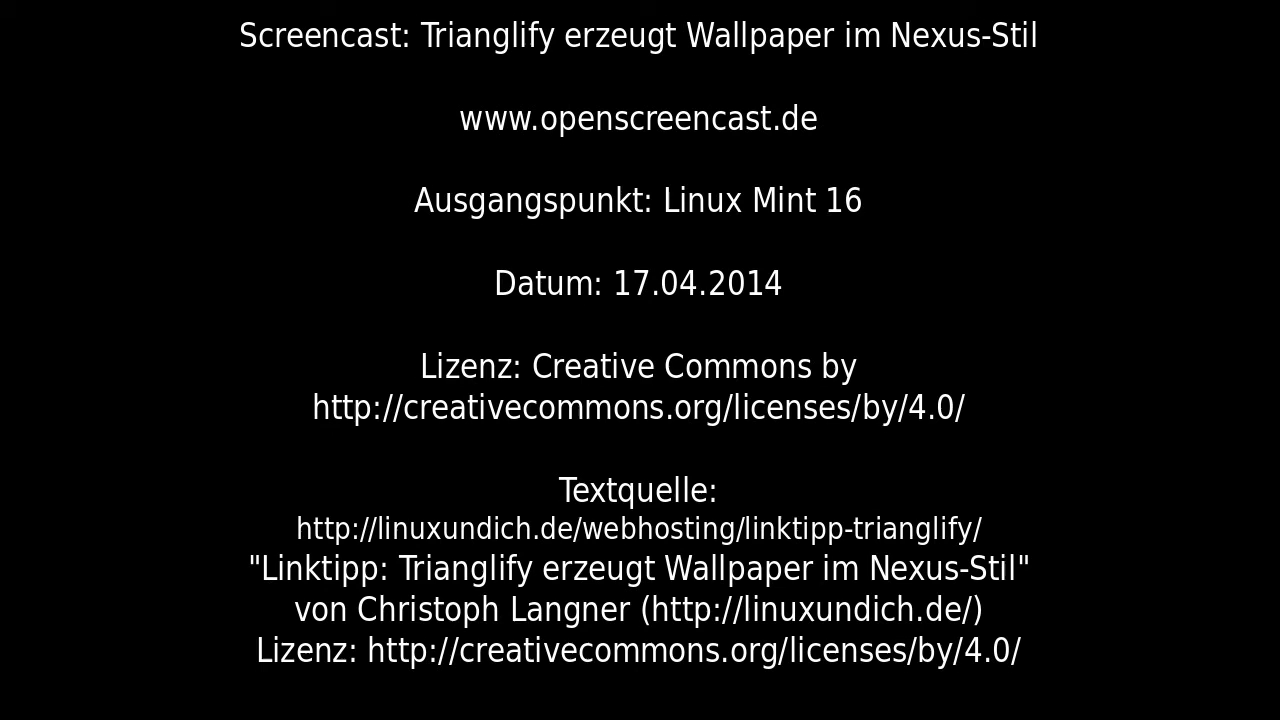 Screencast: Trianglify erzeugt Wallpaper im Nexus-Stil
www.openscreencast.de
Ausgangspunkt: Linux Mint 16
Datum: 17.04.2014
Lizenz: Creative Commons by
http://creativecommons.org/licenses/by/4.0/
Textquelle:
http://linuxundich.de/webhosting/linktipp-trianglify/
"Linktipp: Trianglify erzeugt Wallpaper im Nexus-Stil"
von Christoph Langner (http://linuxundich.de/)
Lizenz: http://creativecommons.org/licenses/by/4.0/